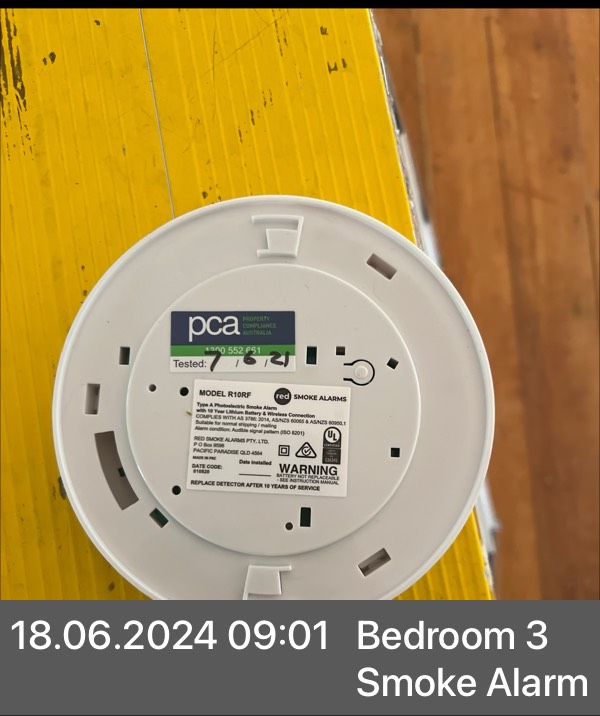 pca PROPERTY COMPLIANCE AUSTRALIA
1300 552 651
Tested: 7 / 6 / 21
MODEL R10RF red SMOKE ALARMS
Type A Photoelectric Smoke Alarm
with 10 Year Lithium Battery & Wireless Connection
COMPLIES WITH AS 3786: 2014, AS/NZS 60065 & AS/NZS 60950.1
Suitable for normal shipping / mailing
Alarm condition: Audible signal pattern (ISO 8201)
RED SMOKE ALARMS PTY. LTD.
P O Box 9598
PACIFIC PARADISE QLD 4564
MADE IN PRC
DATE CODE: Date Installed
WARNING
BATTERY NOT REPLACEABLE
- SEE INSTRUCTION MANUAL
REPLACE DETECTOR AFTER 10 YEARS OF SERVICE
18.06.2024 09:01 Bedroom 3
Smoke Alarm